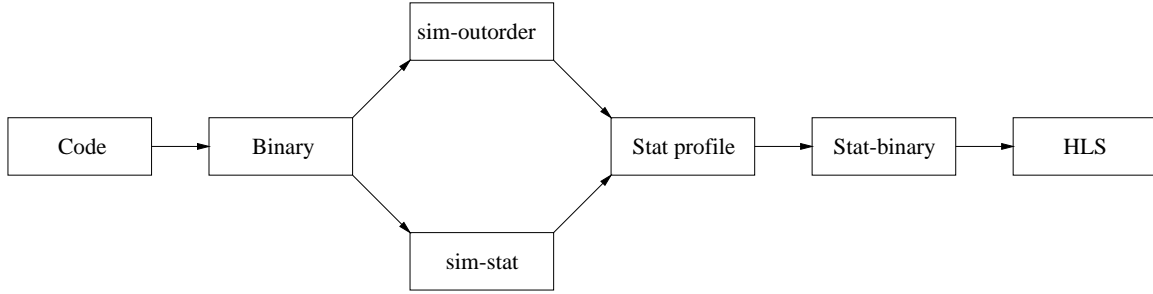 Code
Binary
sim-outorder
sim-stat
Stat profile
Stat-binary
HLS